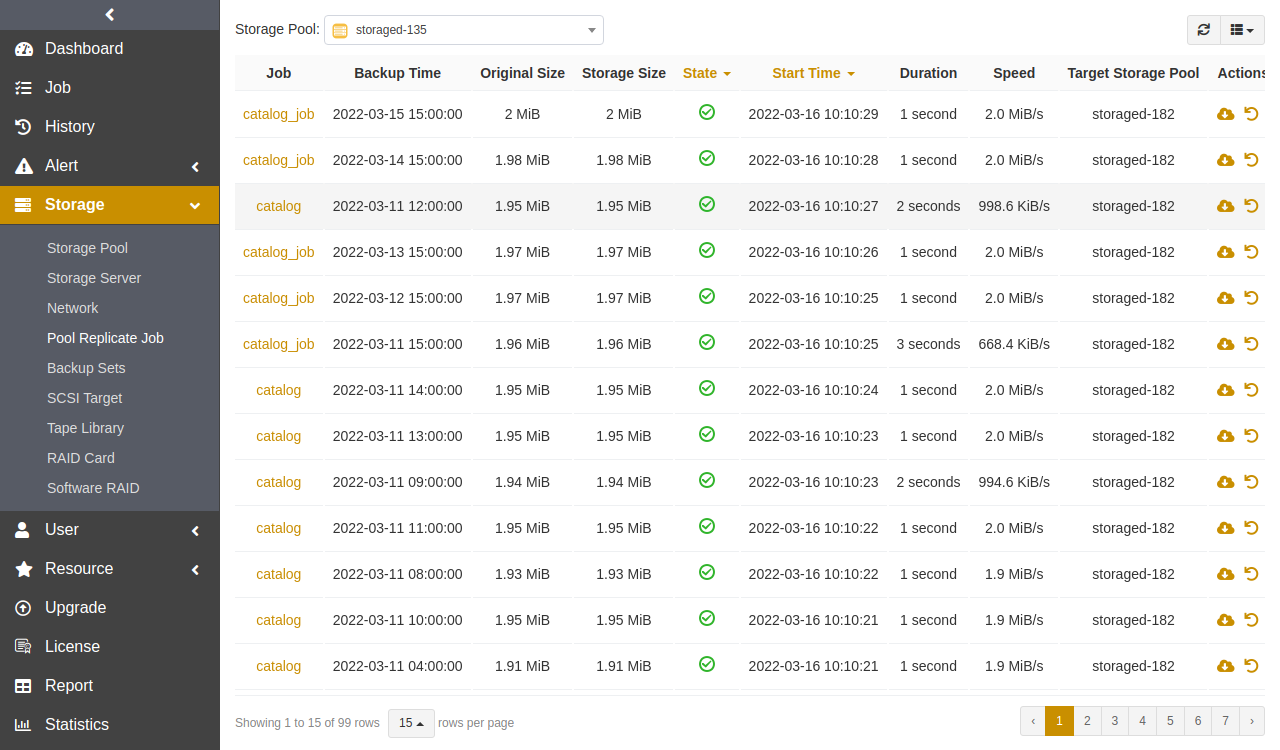 Dashboard
Job
History
Alert
Storage
Storage Pool
Storage Server
Network
Pool Replicate Job
Backup Sets
SCSI Target
Tape Library
RAID Card
Software RAID
User
Resource
Upgrade
License
Report
Statistics
Storage Pool: storaged-135
Job Backup Time Original Size Storage Size State Start Time Duration Speed Target Storage Pool Actions
catalog_job 2022-03-15 15:00:00 2 MiB 2 MiB 2022-03-16 10:10:29 1 second 2.0 MiB/s storaged-182
catalog_job 2022-03-14 15:00:00 1.98 MiB 1.98 MiB 2022-03-16 10:10:28 1 second 2.0 MiB/s storaged-182
catalog 2022-03-11 12:00:00 1.95 MiB 1.95 MiB 2022-03-16 10:10:27 2 seconds 998.6 KiB/s storaged-182
catalog_job 2022-03-13 15:00:00 1.97 MiB 1.97 MiB 2022-03-16 10:10:26 1 second 2.0 MiB/s storaged-182
catalog_job 2022-03-12 15:00:00 1.97 MiB 1.97 MiB 2022-03-16 10:10:25 1 second 2.0 MiB/s storaged-182
catalog_job 2022-03-11 15:00:00 1.96 MiB 1.96 MiB 2022-03-16 10:10:25 3 seconds 668.4 KiB/s storaged-182
catalog 2022-03-11 14:00:00 1.95 MiB 1.95 MiB 2022-03-16 10:10:24 1 second 2.0 MiB/s storaged-182
catalog 2022-03-11 13:00:00 1.95 MiB 1.95 MiB 2022-03-16 10:10:23 1 second 2.0 MiB/s storaged-182
catalog 2022-03-11 09:00:00 1.94 MiB 1.94 MiB 2022-03-16 10:10:23 2 seconds 994.6 KiB/s storaged-182
catalog 2022-03-11 11:00:00 1.95 MiB 1.95 MiB 2022-03-16 10:10:22 1 second 2.0 MiB/s storaged-182
catalog 2022-03-11 08:00:00 1.93 MiB 1.93 MiB 2022-03-16 10:10:22 1 second 1.9 MiB/s storaged-182
catalog 2022-03-11 10:00:00 1.95 MiB 1.95 MiB 2022-03-16 10:10:21 1 second 1.9 MiB/s storaged-182
catalog 2022-03-11 04:00:00 1.91 MiB 1.91 MiB 2022-03-16 10:10:21 1 second 1.9 MiB/s storaged-182
Showing 1 to 15 of 99 rows 15 rows per page ‹ 1 2 3 4 5 6 7 ›